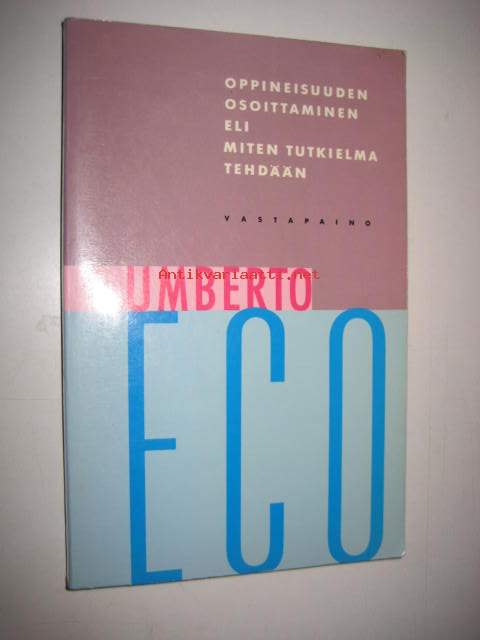 OPPINEISUUDEN
OSOITTAMINEN
ELI
MITEN TUTKIELMA
TEHDÄÄN
VASTAPAINO
Antikvariaatti.net
UMBERTO
ECO